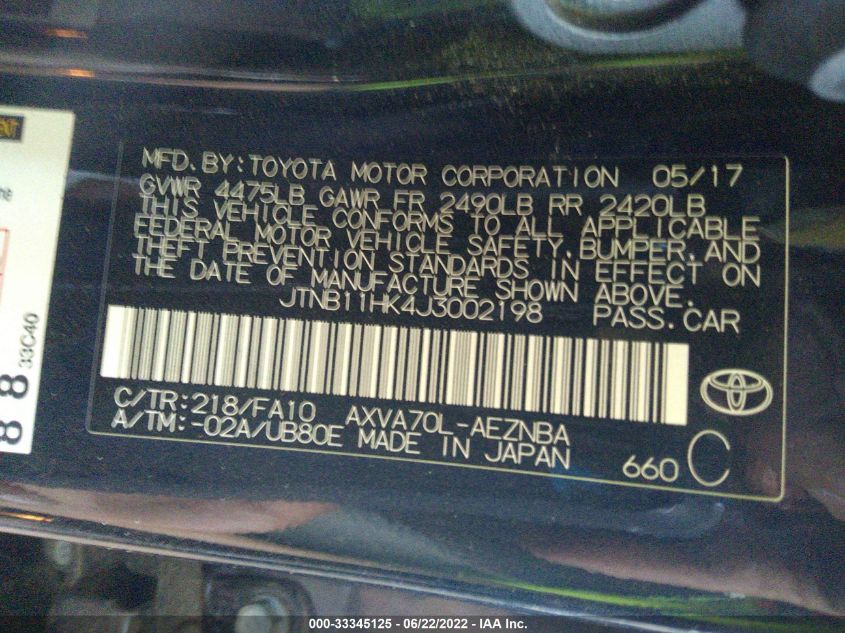 MFD. BY:TOYOTA MOTOR CORPORATION 05/17
GVWR 4475LB GAWR FR 2490LB RR 2420LB
THIS VEHICLE CONFORMS TO ALL APPLICABLE
FEDERAL MOTOR VEHICLE SAFETY,BUMPER,AND
THEFT PREVENTION STANDARDS IN EFFECT ON
THE DATE OF MANUFACTURE SHOWN ABOVE.
JTNB11HK4J3002198 PASS.CAR
C/TR:218/FA10 AXVA70L-AEZNBA
A/TM:-02A/UB80E MADE IN JAPAN
660 C
33C40
88
000-33345125 - 06/22/2022 - IAA Inc.